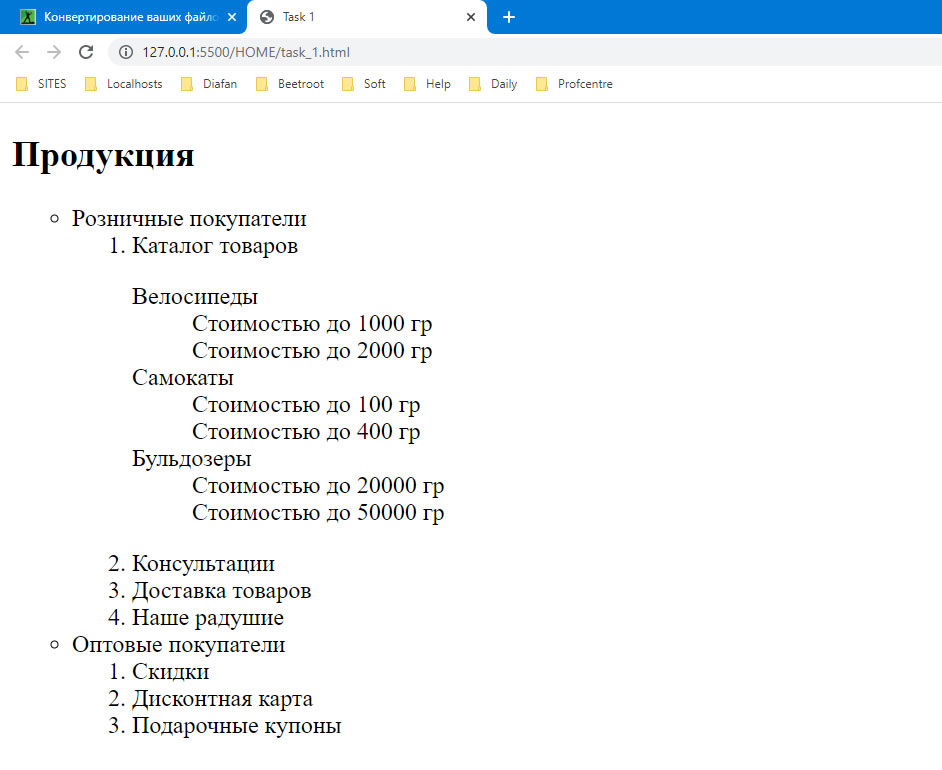 Конвертирование ваших файло
Task 1
127.0.0.1:5500/HOME/task_1.html
SITES Localhosts Diafan Beetroot Soft Help Daily Profcentre
Продукция
Розничные покупатели
1. Каталог товаров
Велосипеды
Стоимостью до 1000 гр
Стоимостью до 2000 гр
Самокаты
Стоимостью до 100 гр
Стоимостью до 400 гр
Бульдозеры
Стоимостью до 20000 гр
Стоимостью до 50000 гр
2. Консультации
3. Доставка товаров
4. Наше радушие
Оптовые покупатели
1. Скидки
2. Дисконтная карта
3. Подарочные купоны